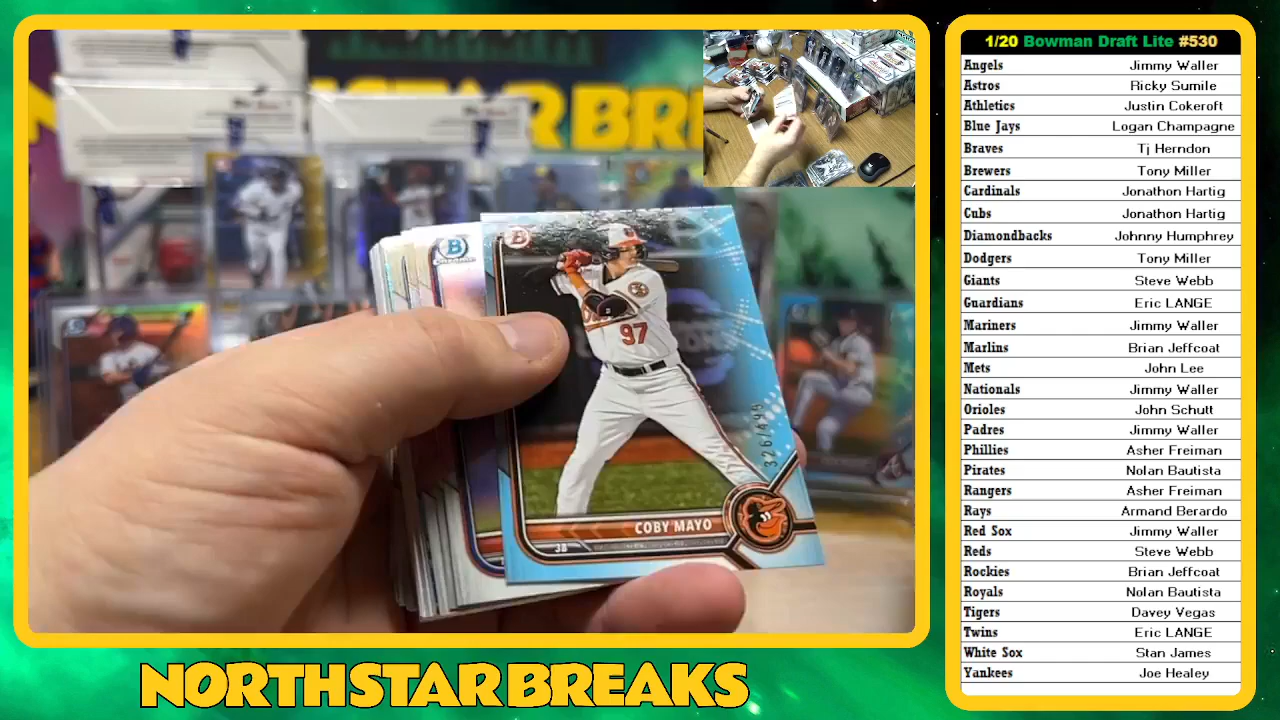 STAR BRE
97
326/499
COBY MAYO
3B
NORTHSTAR BREAKS
1/20 Bowman Draft Lite #530
Angels Jimmy Waller
Astros Ricky Sumile
Athletics Justin Cokeroft
Blue Jays Logan Champagne
Braves Tj Herndon
Brewers Tony Miller
Cardinals Jonathon Hartig
Cubs Jonathon Hartig
Diamondbacks Johnny Humphrey
Dodgers Tony Miller
Giants Steve Webb
Guardians Eric LANGE
Mariners Jimmy Waller
Marlins Brian Jeffcoat
Mets John Lee
Nationals Jimmy Waller
Orioles John Schutt
Padres Jimmy Waller
Phillies Asher Freiman
Pirates Nolan Bautista
Rangers Asher Freiman
Rays Armand Berardo
Red Sox Jimmy Waller
Reds Steve Webb
Rockies Brian Jeffcoat
Royals Nolan Bautista
Tigers Davey Vegas
Twins Eric LANGE
White Sox Stan James
Yankees Joe Healey